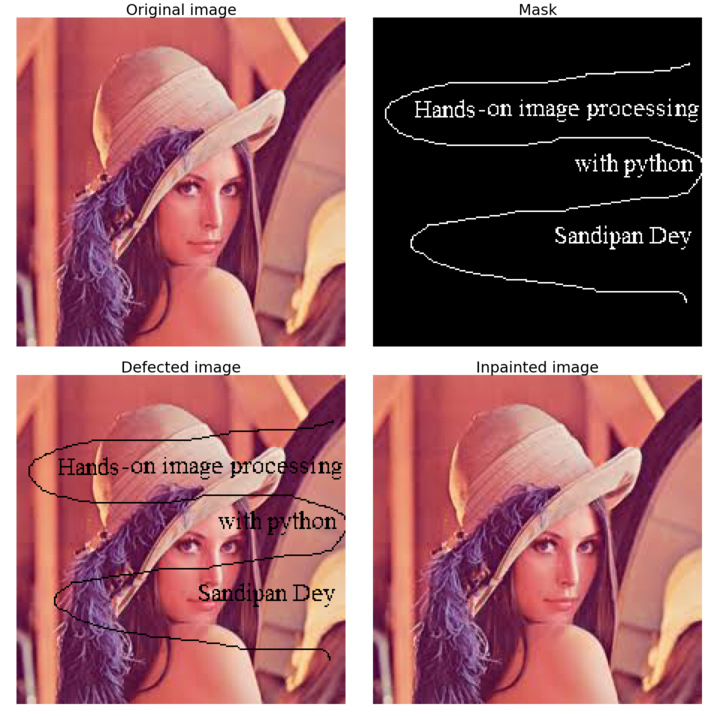 Original image
Mask
Hands-on image processing
with python
Sandipan Dey
Defected image
Inpainted image
Hands-on image processing
with python
Sandipan Dey